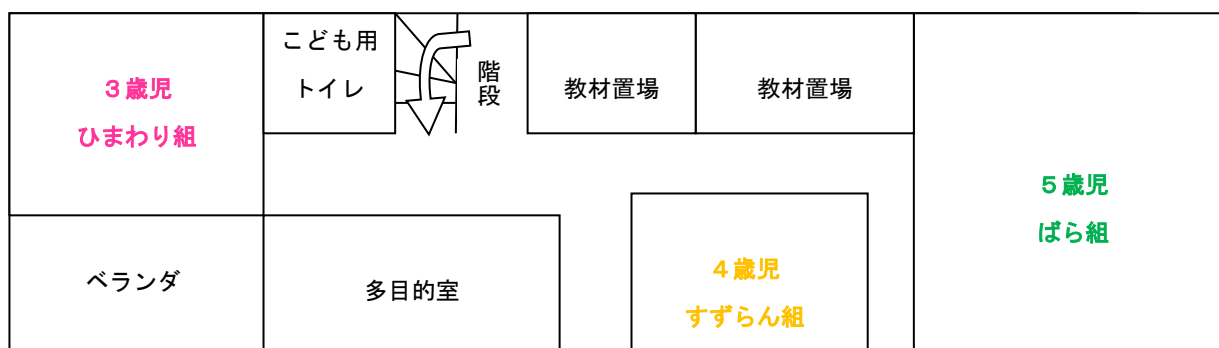 こども用
トイレ
階段
教材置場
教材置場
３歳児
ひまわり組
５歳児
ばら組
ベランダ
多目的室
４歳児
すずらん組